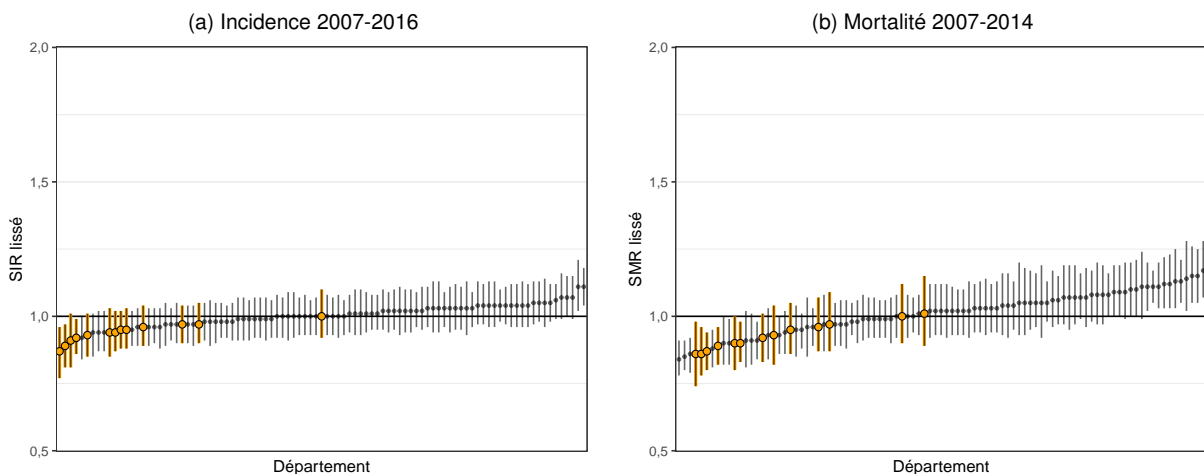 (a) Incidence 2007-2016
2,0
1,5
1,0
0,5
SIR lissé
Département
(b) Mortalité 2007-2014
2,0
1,5
1,0
0,5
SMR lissé
Département